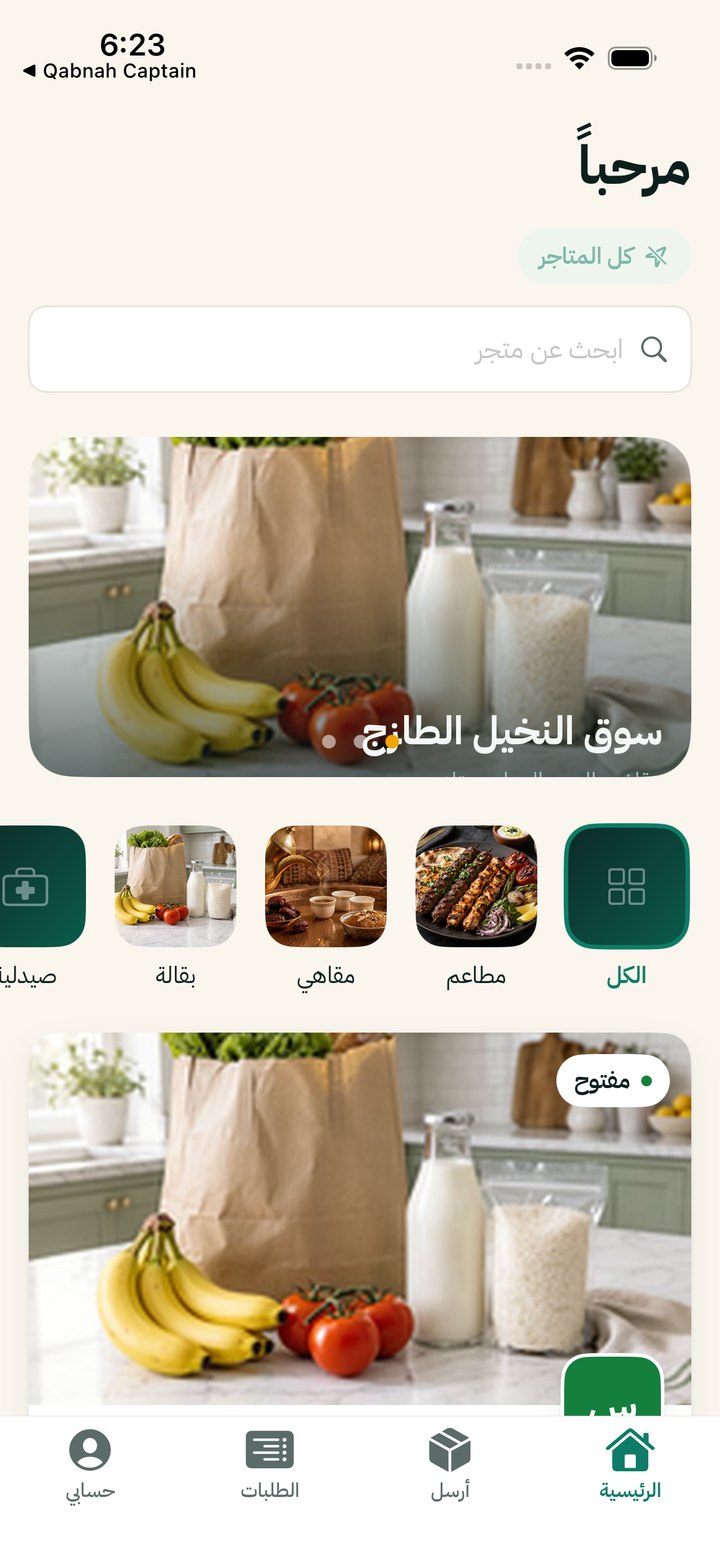 6:23
◀ Qabnah Captain
مرحباً
كل المتاجر
ابحث عن متجر
سوق النخيل الطازج
الكل
مطاعم
مقاهي
بقالة
مفتوح
الرئيسية
أرسل
الطلبات
حسابي